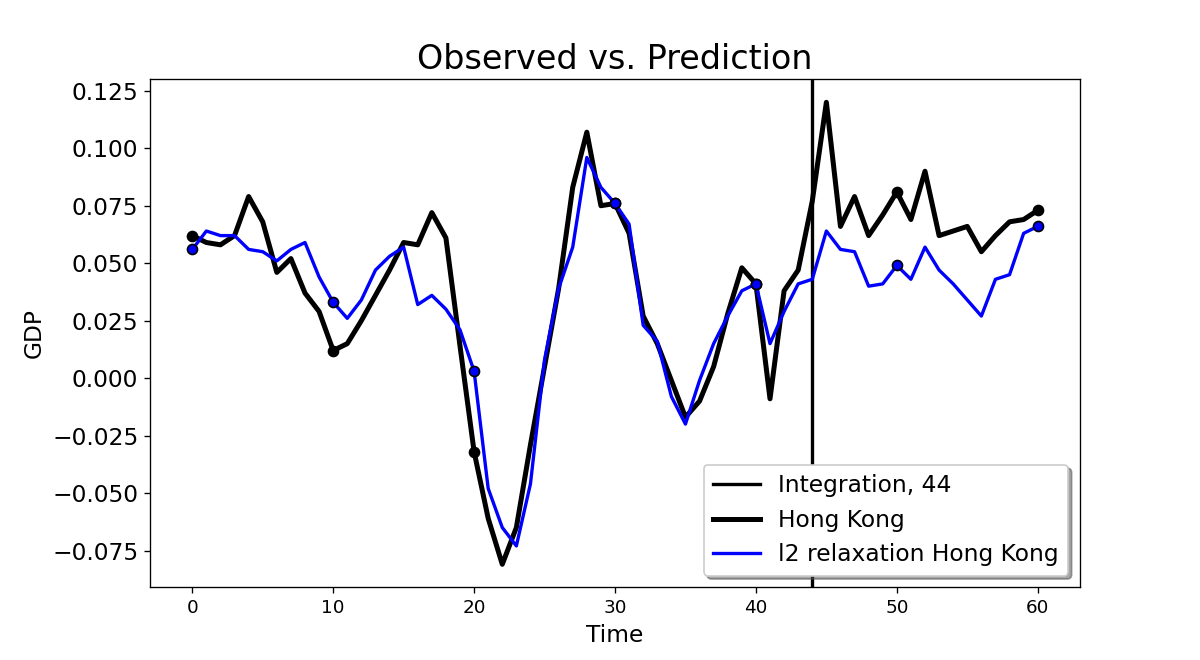 Observed vs. Prediction
0.125
0.100
0.075
0.050
0.025
0.000
−0.025
−0.050
−0.075
GDP
Integration, 44
Hong Kong
l2 relaxation Hong Kong
0 10 20 30 40 50 60
Time